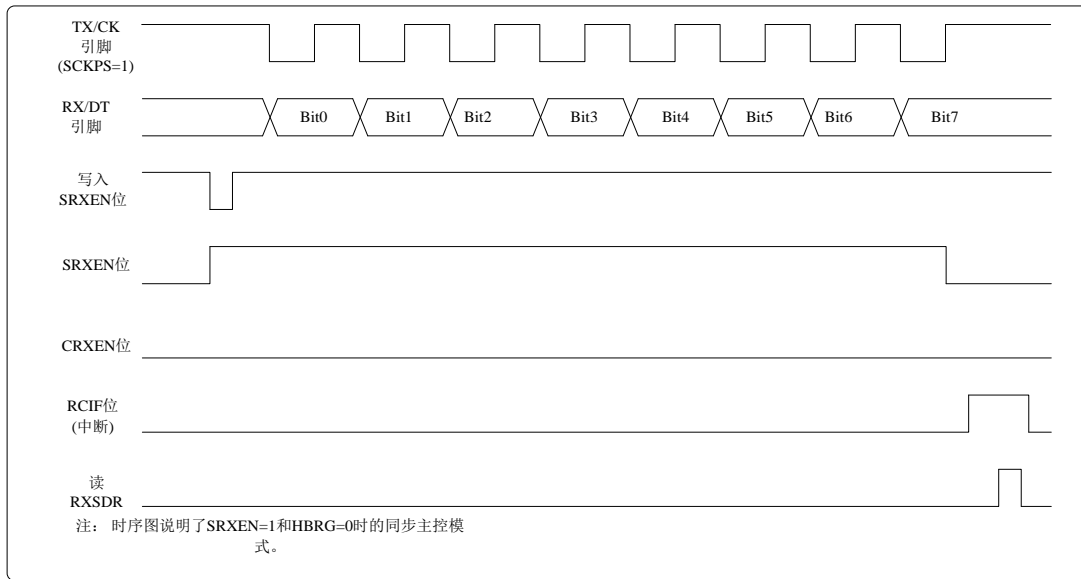 TX/CK
引脚
(SCKPS=1)
RX/DT
引脚
Bit0 Bit1 Bit2 Bit3 Bit4 Bit5 Bit6 Bit7
写入
SRXEN位
SRXEN位
CRXEN位
RCIF位
(中断)
读
RXSDR
注： 时序图说明了SRXEN=1和HBRG=0时的同步主控模
式。